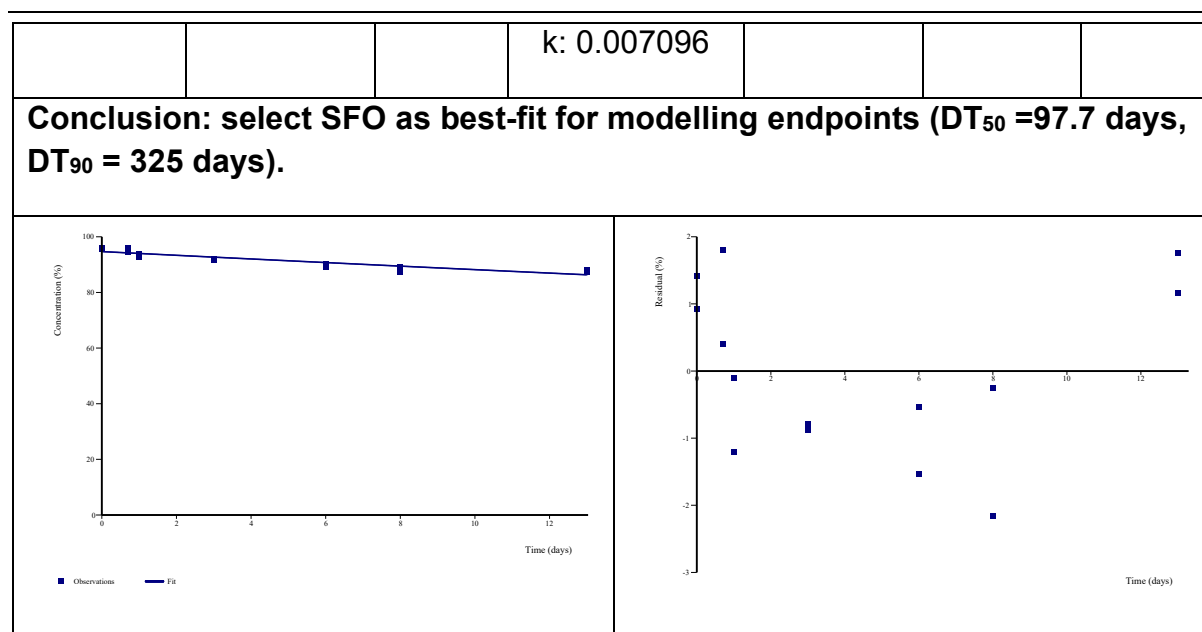 k: 0.007096
Conclusion: select SFO as best-fit for modelling endpoints (DT50 =97.7 days,
DT90 = 325 days).
100
80
60
40
20
0
Concentration (%)
0 2 4 6 8 10 12
Time (days)
Observations Fit
2
1
0
-1
-2
-3
Residual (%)
0 2 4 6 8 10 12
Time (days)